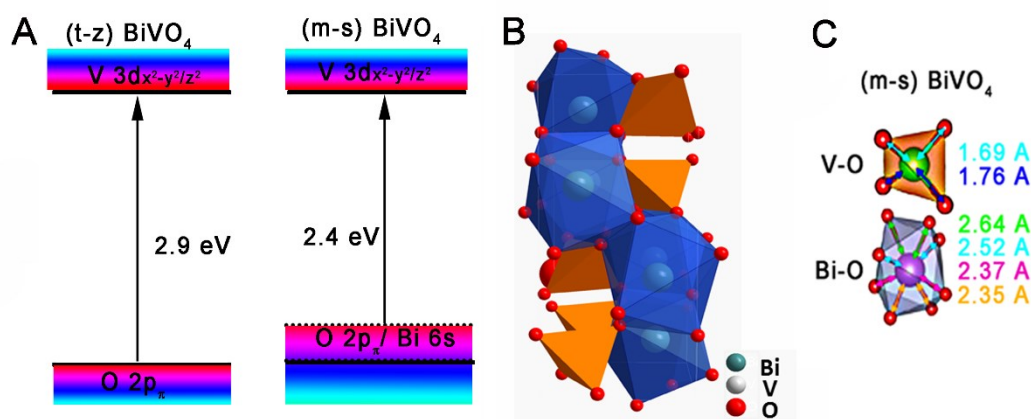 A
(t-z) BiVO₄
V 3dx²-y²/z²
2.9 eV
O 2pπ
(m-s) BiVO₄
V 3dx²-y²/z²
2.4 eV
O 2pπ/ Bi 6s
B
Bi
V
O
C
(m-s) BiVO₄
V-O
1.69 A
1.76 A
Bi-O
2.64 A
2.52 A
2.37 A
2.35 A